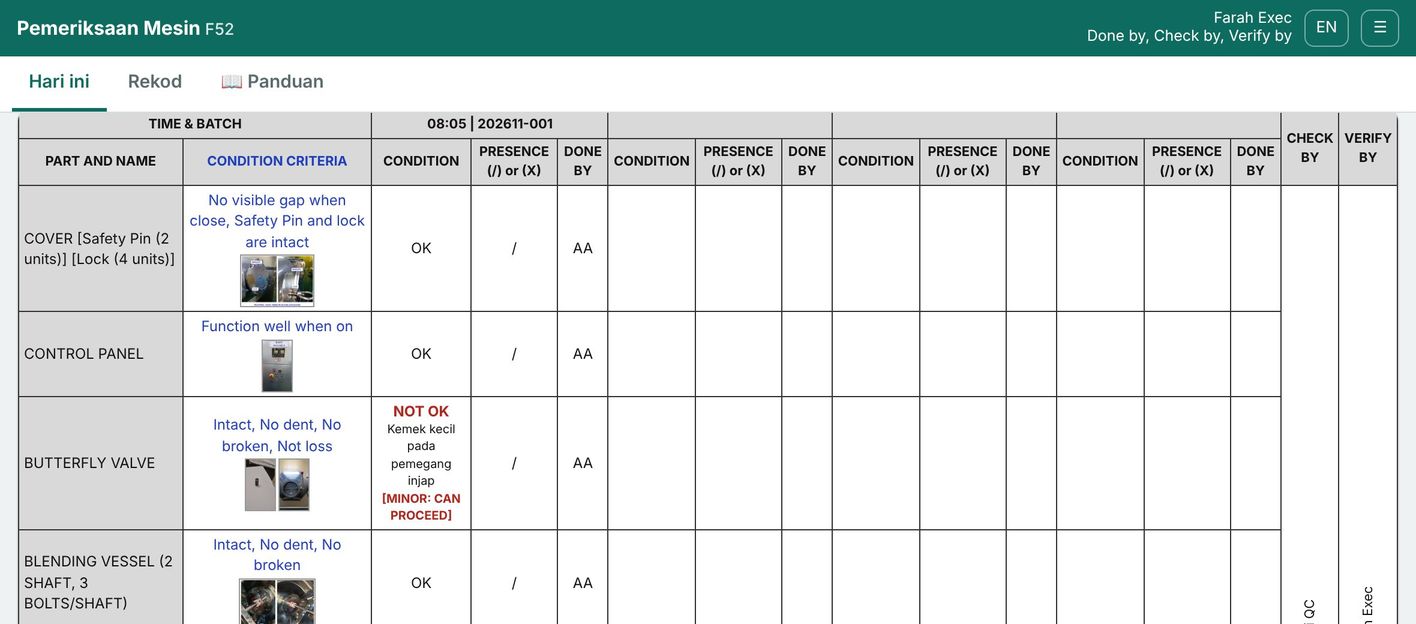 Pemeriksaan Mesin F52
Farah Exec
Done by, Check by, Verify by
EN
Hari ini
Rekod
Panduan
TIME & BATCH
08:05 | 202611-001
CHECK BY
VERIFY BY
PART AND NAME
CONDITION CRITERIA
CONDITION
PRESENCE (/) or (X)
DONE BY
CONDITION
PRESENCE (/) or (X)
DONE BY
CONDITION
PRESENCE (/) or (X)
DONE BY
CONDITION
PRESENCE (/) or (X)
DONE BY
COVER [Safety Pin (2
units)] [Lock (4 units)]
No visible gap when
close, Safety Pin and lock
are intact
OK
/
AA
CONTROL PANEL
Function well when on
OK
/
AA
BUTTERFLY VALVE
Intact, No dent, No
broken, Not loss
NOT OK
Kemek kecil
pada
pemegang
injap
[MINOR: CAN
PROCEED]
/
AA
BLENDING VESSEL (2
SHAFT, 3
BOLTS/SHAFT)
Intact, No dent, No
broken
OK
/
AA
QC
Exec